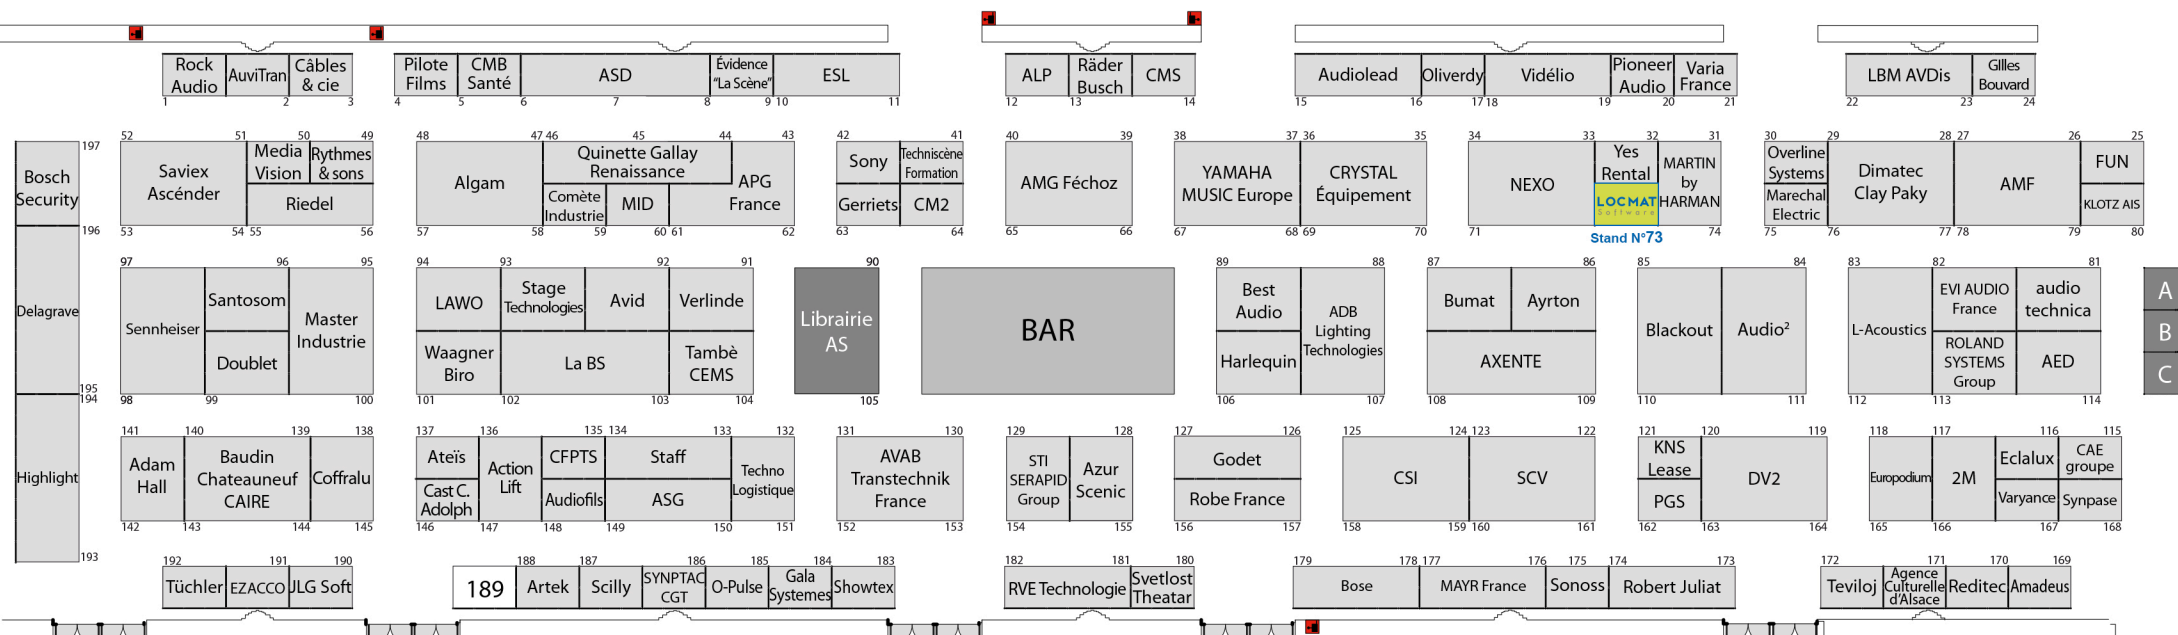 Rock
Audio
AuviTran
Câbles
& cie
Pilote
Films
CMB
Santé
ASD
Évidence
"La Scène"
ESL
ALP
Räder
Busch
CMS
Audiolead
Oliverdy
Vidélio
Pioneer
Audio
Varia
France
LBM AVDis
GIlles
Bouvard
1 2 3 4 5 6 7 8 9 10 11 12 13 14 15 16 17 18 19 20 21 22 23 24
52 51 50 49 48 47 46 45 44 43 42 41 40 39 38 37 36 35 34 33 32 31 30 29 28 27 26 25
197
Bosch
Security
196
Saviex
Ascénder
Media
Vision
Rythmes
& sons
Riedel
Algam
Quinette Gallay
Renaissance
Comète
Industrie
MID
APG
France
Sony
Techniscène
Formation
Gerriets
CM2
AMG Féchoz
YAMAHA
MUSIC Europe
CRYSTAL
Équipement
NEXO
Yes
Rental
LOCMAT
Software
MARTIN
by
HARMAN
Overline
Systems
Marechal
Electric
Dimatec
Clay Paky
AMF
FUN
KLOTZ AIS
53 54 55 56 57 58 59 60 61 62 63 64 65 66 67 68 69 70 71
Stand N°73
74 75 76 77 78 79 80
97 96 95 94 93 92 91 90 89 88 87 86 85 84 83 82 81
Delagrave
195
194
Sennheiser
Santosom
Doublet
Master
Industrie
LAWO
Stage
Technologies
Avid
Verlinde
Waagner
Biro
La BS
Tambè
CEMS
Librairie
AS
BAR
Best
Audio
Harlequin
ADB
Lighting
Technologies
Bumat
Ayrton
AXENTE
Blackout
Audio²
L-Acoustics
EVI AUDIO
France
audio
technica
ROLAND
SYSTEMS
Group
AED
A
B
C
98 99 100 101 102 103 104 105 106 107 108 109 110 111 112 113 114
141 140 139 138 137 136 135 134 133 132 131 130 129 128 127 126 125 124 123 122 121 120 119 118 117 116 115
Highlight
193
Adam
Hall
Baudin
Chateauneuf
CAIRE
Coffralu
Ateïs
Cast C.
Adolph
Action
Lift
CFPTS
Audiofils
Staff
ASG
Techno
Logistique
AVAB
Transtechnik
France
STI
SERAPID
Group
Azur
Scenic
Godet
Robe France
CSI
SCV
KNS
Lease
PGS
DV2
Europodium
2M
Eclalux
Varyance
CAE
groupe
Synpase
142 143 144 145 146 147 148 149 150 151 152 153 154 155 156 157 158 159 160 161 162 163 164 165 166 167 168
192 191 190 188 187 186 185 184 183 182 181 180 179 178 177 176 175 174 173 172 171 170 169
Tüchler
EZACCO
JLG Soft
189
Artek
Scilly
SYNPTAC
CGT
O-Pulse
Gala
Systemes
Showtex
RVE Technologie
Svetlost
Theatar
Bose
MAYR France
Sonoss
Robert Juliat
Teviloj
Agence
Culturelle
d'Alsace
Reditec
Amadeus